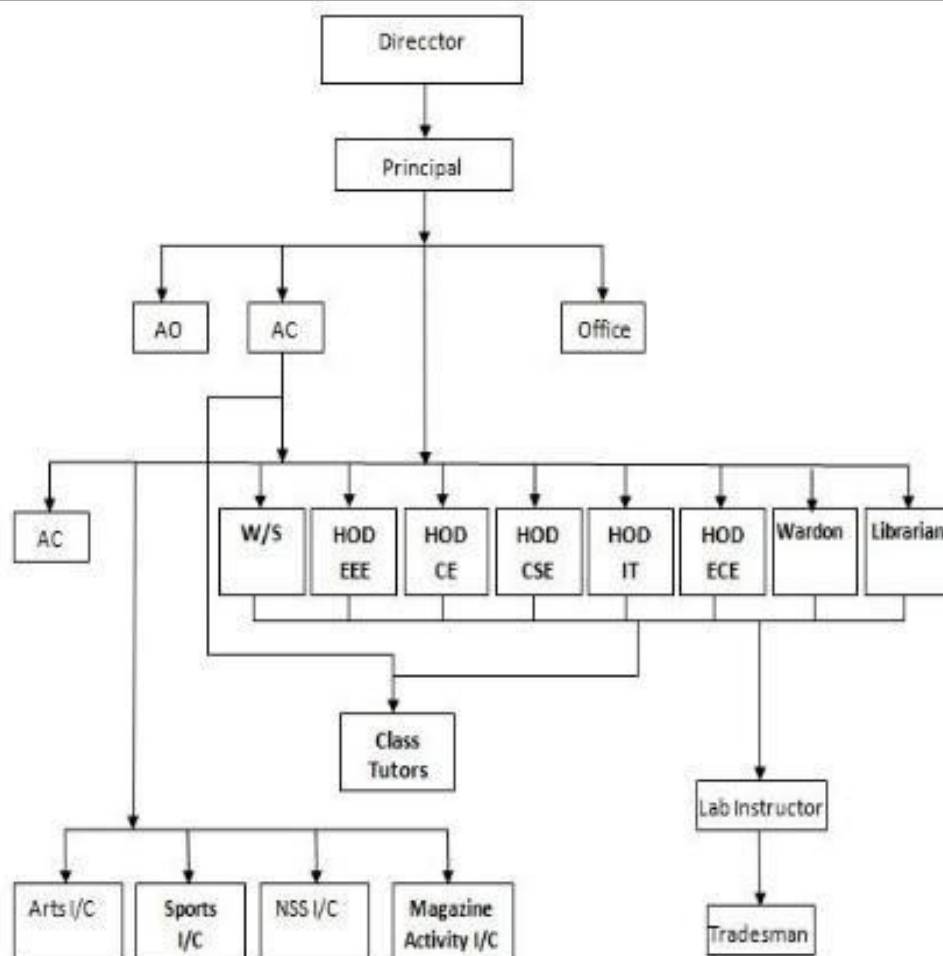 Direcctor
Principal
AO
AC
Office
AC
W/S
HOD
EEE
HOD
CE
HOD
CSE
HOD
IT
HOD
ECE
Wardon
Librarian
Class
Tutors
Lab Instructor
Arts I/C
Sports
I/C
NSS I/C
Magazine
Activity I/C
Tradesman